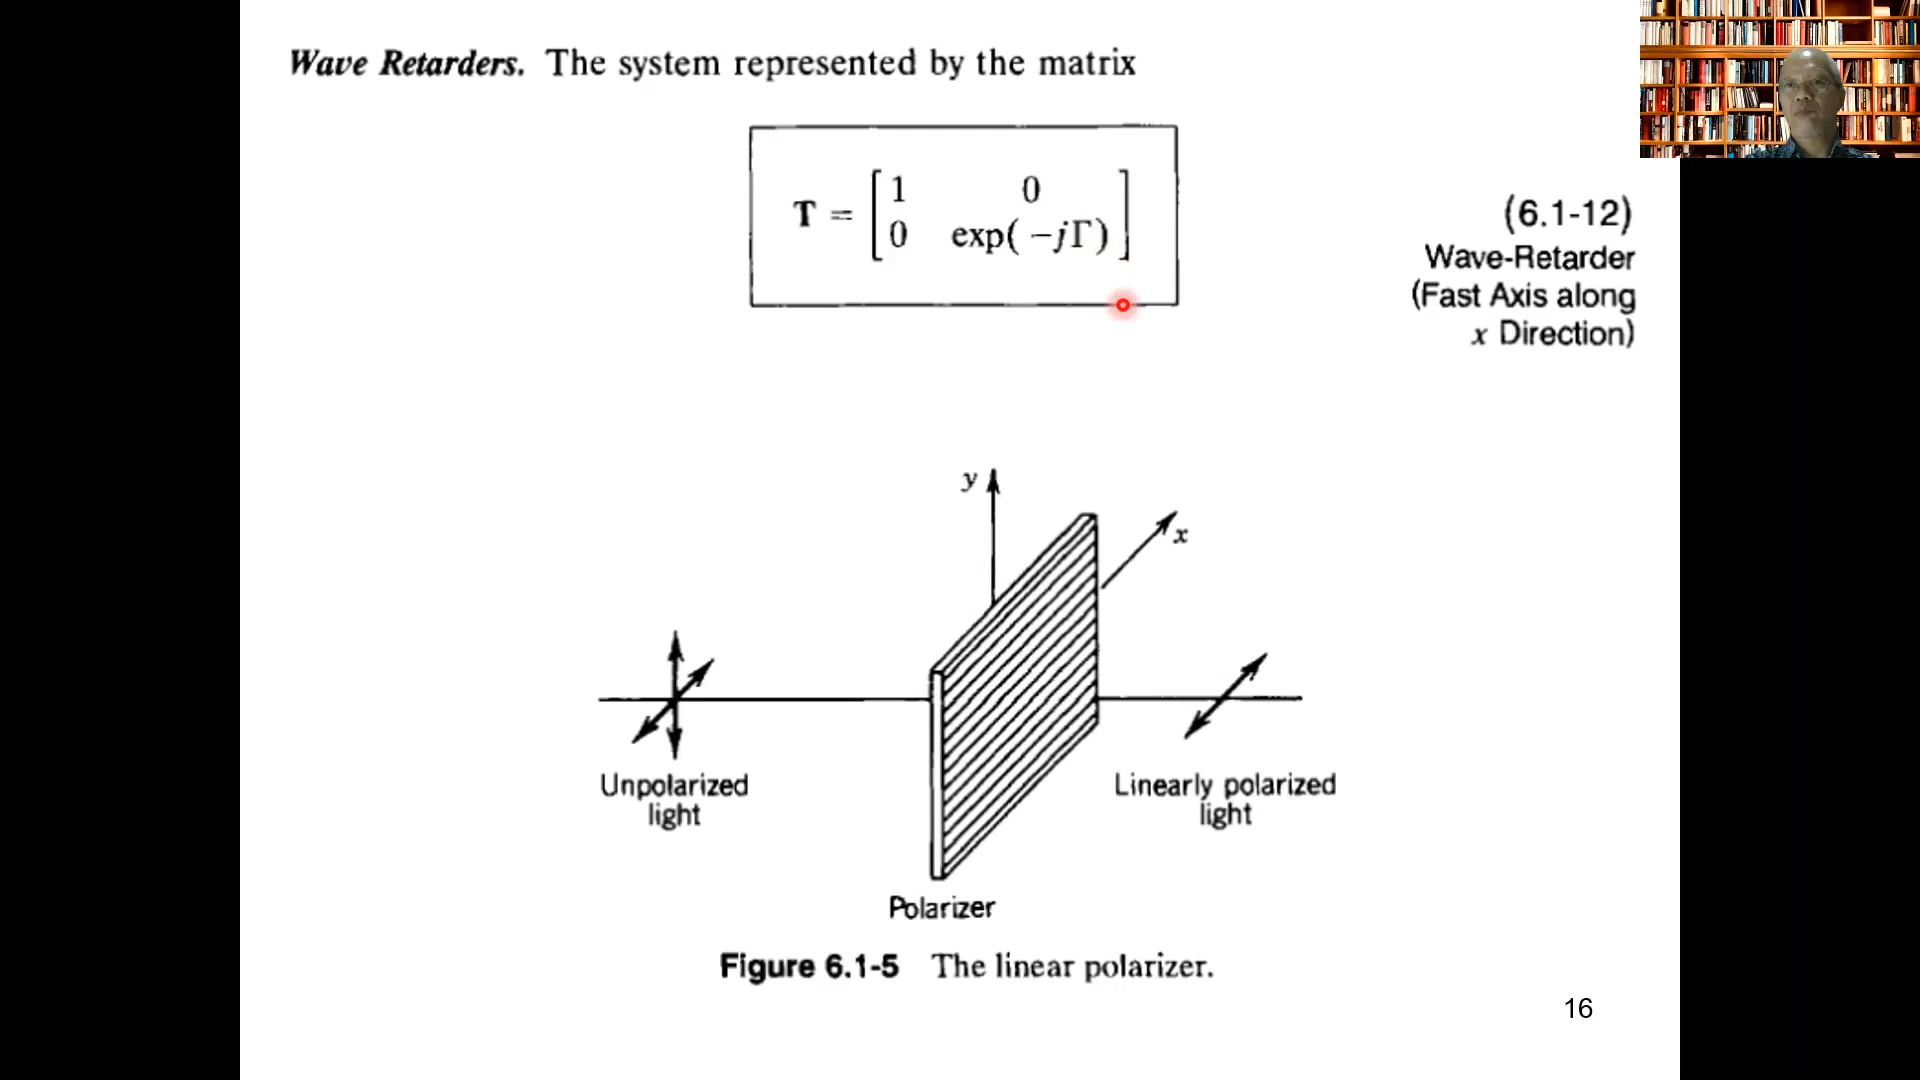 Wave Retarders. The system represented by the matrix
T = [1 0
0 exp( −jΓ)]
(6.1-12)
Wave-Retarder
(Fast Axis along
x Direction)
y
x
Unpolarized
light
Linearly polarized
light
Polarizer
Figure 6.1-5 The linear polarizer.
16